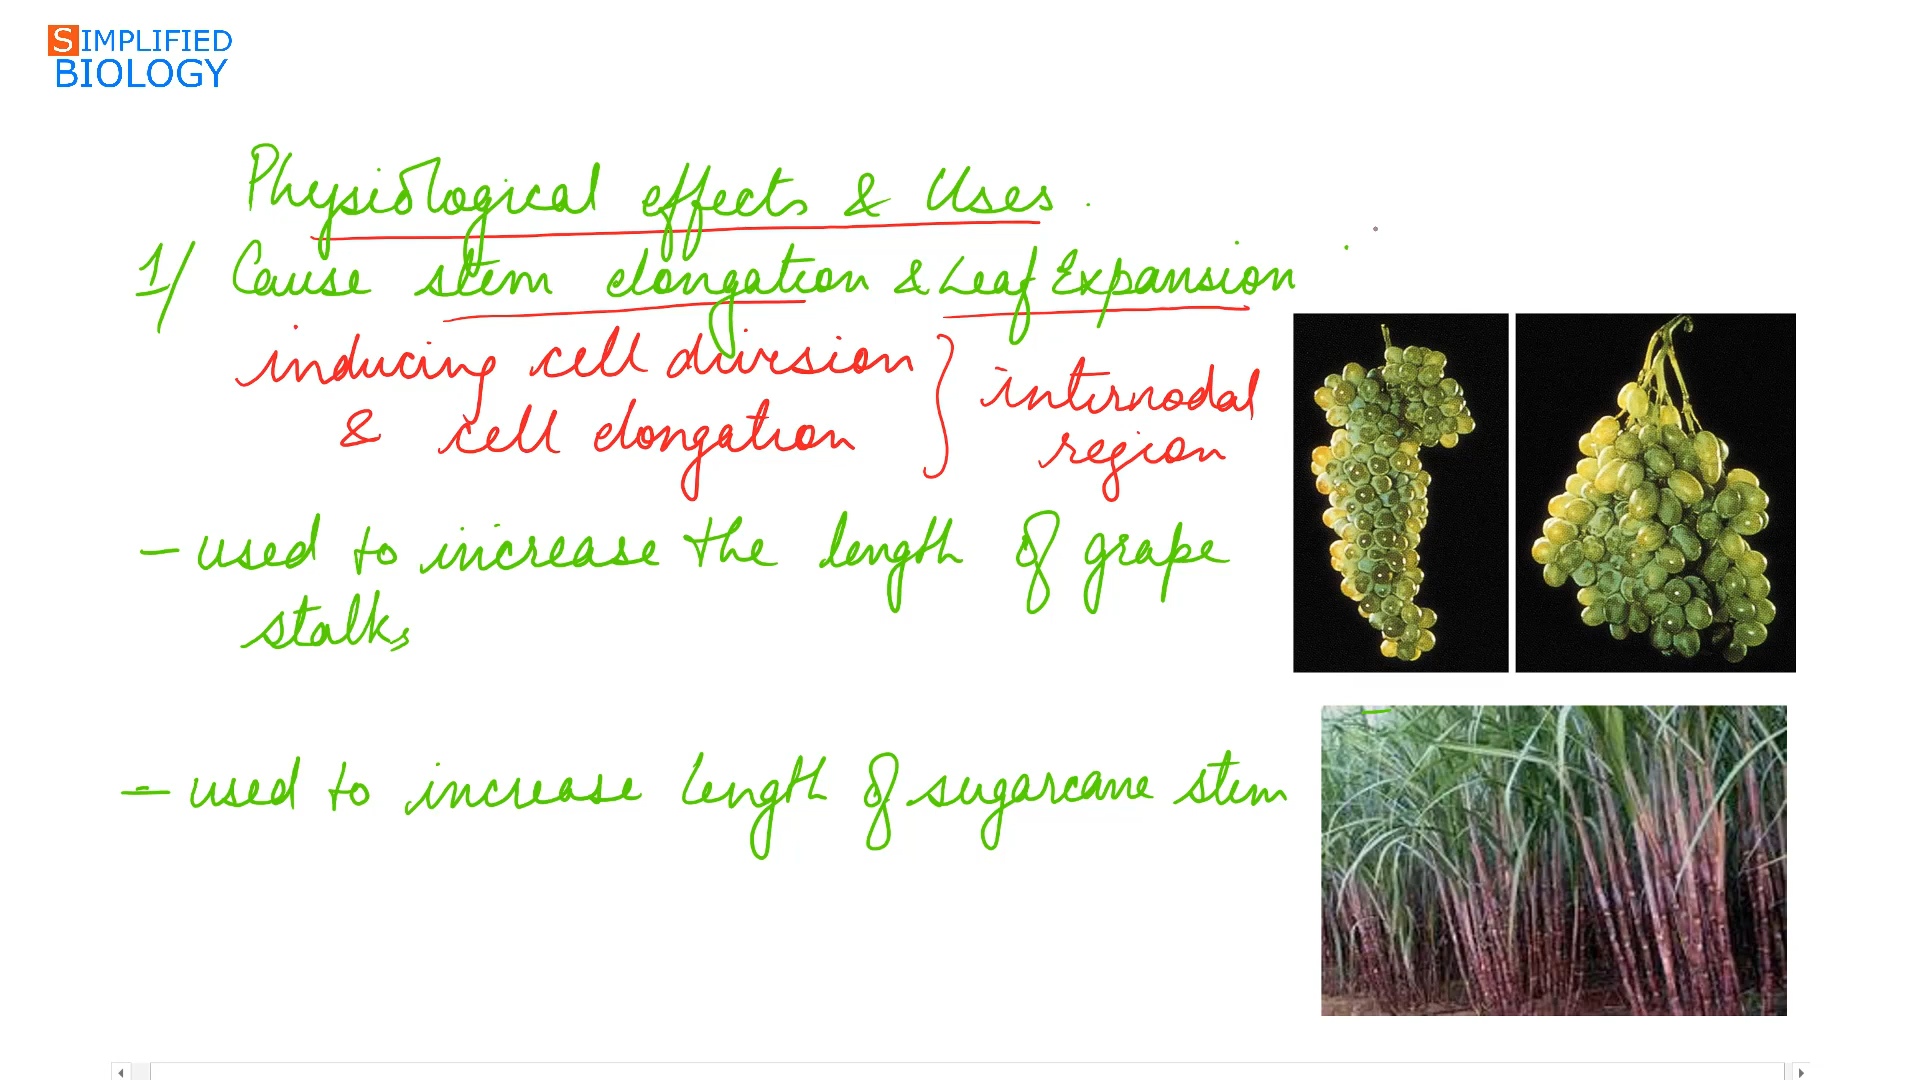 SIMPLIFIED
BIOLOGY
Physiological effects & Uses.
1/ Cause stem elongation & Leaf Expansion
inducing cell division
& cell elongation } internodal
region
- used to increase the length of grape
stalks
- used to increase length of sugarcane stem